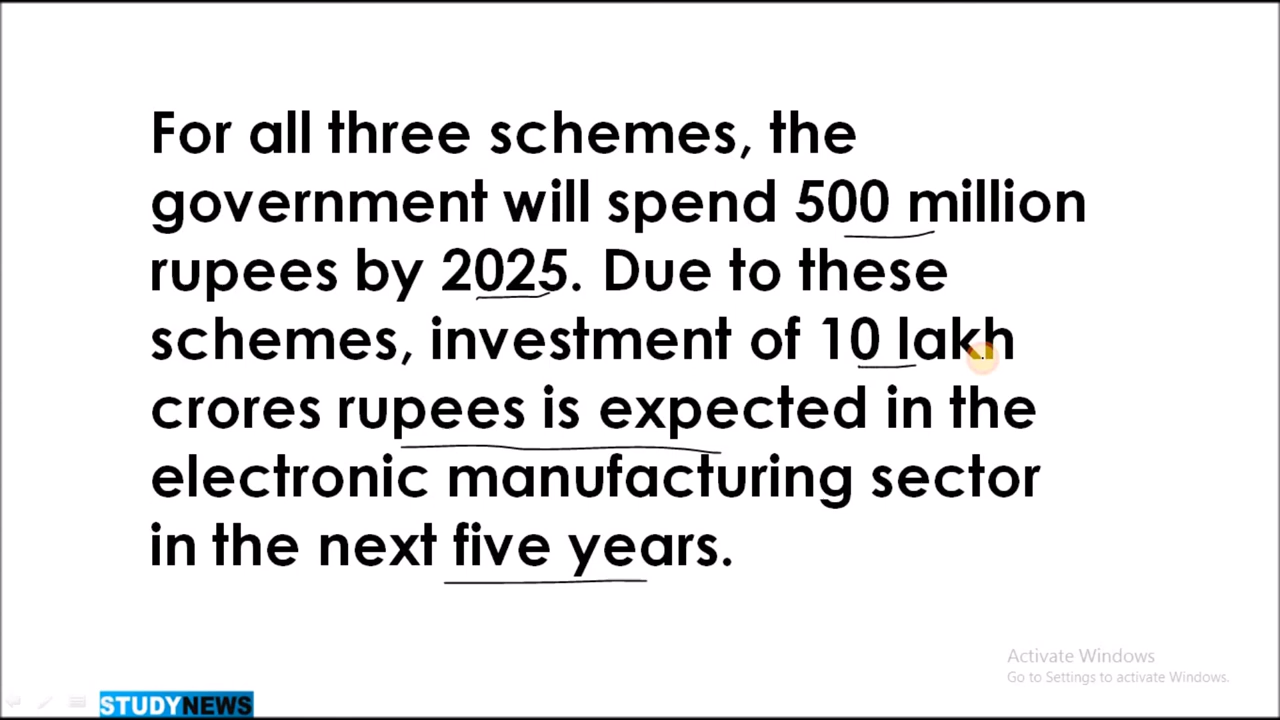 For all three schemes, the
government will spend 500 million
rupees by 2025. Due to these
schemes, investment of 10 lakh
crores rupees is expected in the
electronic manufacturing sector
in the next five years.
Activate Windows
Go to Settings to activate Windows.
STUDYNEWS